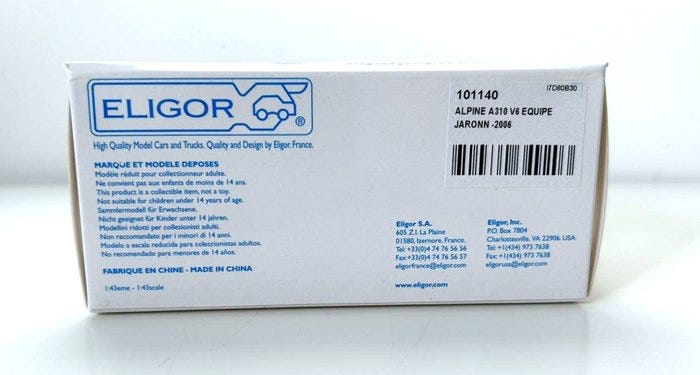 ELIGOR ®
High Quality Model Cars and Trucks. Quality and Design by Eligor. France.
MARQUE ET MODELE DEPOSES
Modèle réduit pour collectionneur adulte.
Ne convient pas aux enfants de moins de 14 ans.
This product is a collectible item, not a toy.
Not suitable for children under 14 years of age.
Sammlermodell für Erwachsene.
Nicht geeignet für Kinder unter 14 jahren.
Modellini ridotti per collezionisti adulti.
Non raccomandato per i minori di 14 anni.
Modelo a escala reducida para coleccionistas adultos.
No recomendado para menores de 14 años.
FABRIQUE EN CHINE - MADE IN CHINA
1:43eme - 1:43scale
I7D80B30
101140
ALPINE A310 V6 EQUIPE
JARONN -2006
Eligor S.A.
605 Z.I. La Plaine
01580, Izernore. France.
Tel:+33(0)4 74 76 56 56
Fax:+33(0)4 74 76 56 57
eligorfrance@eligor.com
www.eligor.com
Eligor, Inc.
P.O. Box 7804
Charlottesville, VA 22906. USA
Tel: +1(434) 973 7638
Fax: +1(434) 973 7638
eligorusa@eligor.com